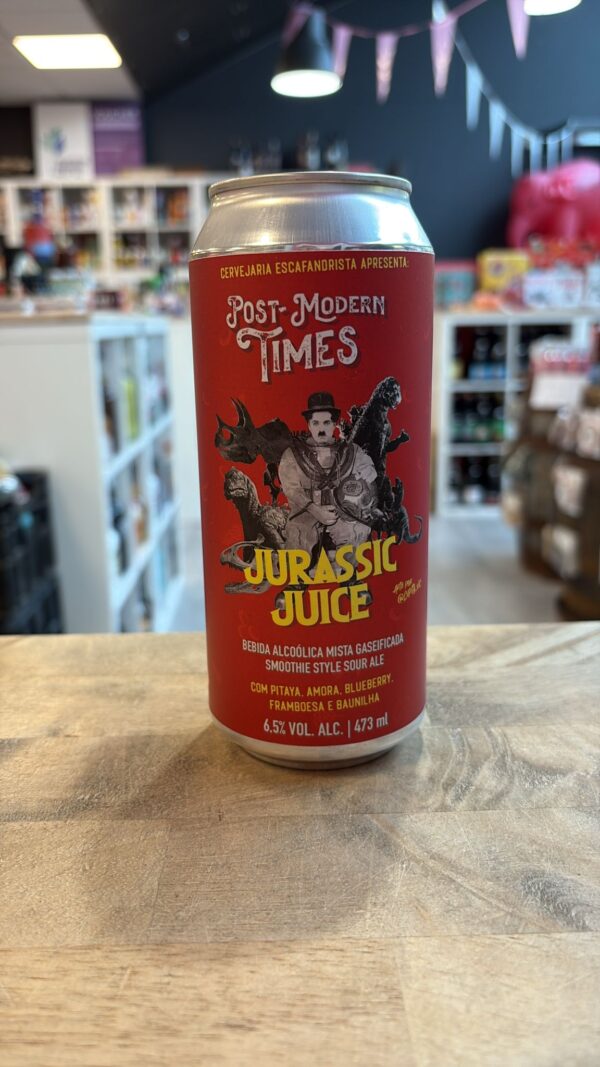 CERVEJARIA ESCAFANDRISTA APRESENTA:
POST-MODERN
TIMES
JURASSIC
JUICE
BEBIDA ALCOÓLICA MISTA GASEIFICADA
SMOOTHIE STYLE SOUR ALE
COM PITAYA, AMORA, BLUEBERRY,
FRAMBOESA E BAUNILHA
6.5% VOL. ALC. | 473 ml